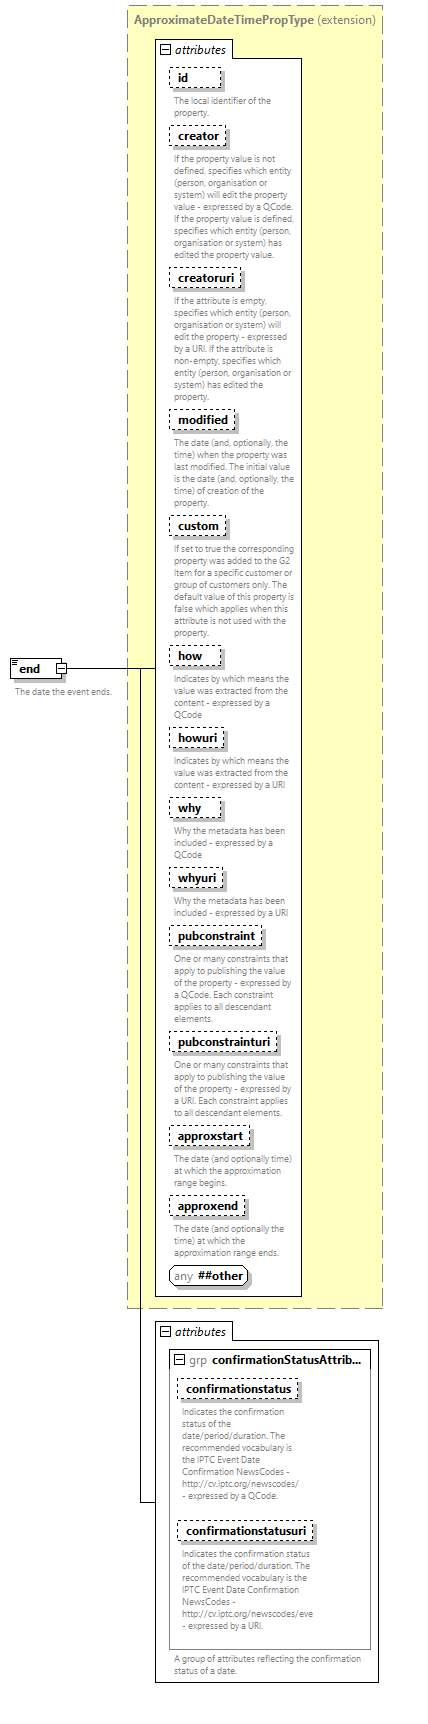 ApproximateDateTimePropType (extension)
attributes
id
The local identifier of the
property.
creator
If the property value is not
defined, specifies which entity
(person, organisation or
system) will edit the property
value - expressed by a QCode.
If the property value is defined,
specifies which entity (person,
organisation or system) has
edited the property value.
creatoruri
If the attribute is empty,
specifies which entity (person,
organisation or system) will
edit the property - expressed
by a URI. If the attribute is
non-empty, specifies which
entity (person, organisation or
system) has edited the
property.
modified
The date (and, optionally, the
time) when the property was
last modified. The initial value
is the date (and, optionally, the
time) of creation of the
property.
custom
If set to true the corresponding
property was added to the G2
Item for a specific customer or
group of customers only. The
default value of this property is
false which applies when this
attribute is not used with the
property.
how
Indicates by which means the
value was extracted from the
content - expressed by a
QCode
end
The date the event ends.
howuri
Indicates by which means the
value was extracted from the
content - expressed by a URI
why
Why the metadata has been
included - expressed by a
QCode
whyuri
Why the metadata has been
included - expressed by a URI
pubconstraint
One or many constraints that
apply to publishing the value
of the property - expressed by
a QCode. Each constraint
applies to all descendant
elements.
pubconstrainturi
One or many constraints that
apply to publishing the value
of the property - expressed by
a URI. Each constraint applies
to all descendant elements.
approxstart
The date (and optionally time)
at which the approximation
range begins.
approxend
The date (and optionally the
time) at which the
approximation range ends.
any ##other
attributes
grp confirmationStatusAttrib...
confirmationstatus
Indicates the confirmation
status of the
date/period/duration. The
recommended vocabulary is
the IPTC Event Date
Confirmation NewsCodes -
http://cv.iptc.org/newscodes/
- expressed by a QCode.
confirmationstatusuri
Indicates the confirmation status
of the date/period/duration. The
recommended vocabulary is the
IPTC Event Date Confirmation
NewsCodes -
http://cv.iptc.org/newscodes/eve
- expressed by a URI.
A group of attributes reflecting the confirmation
status of a date.